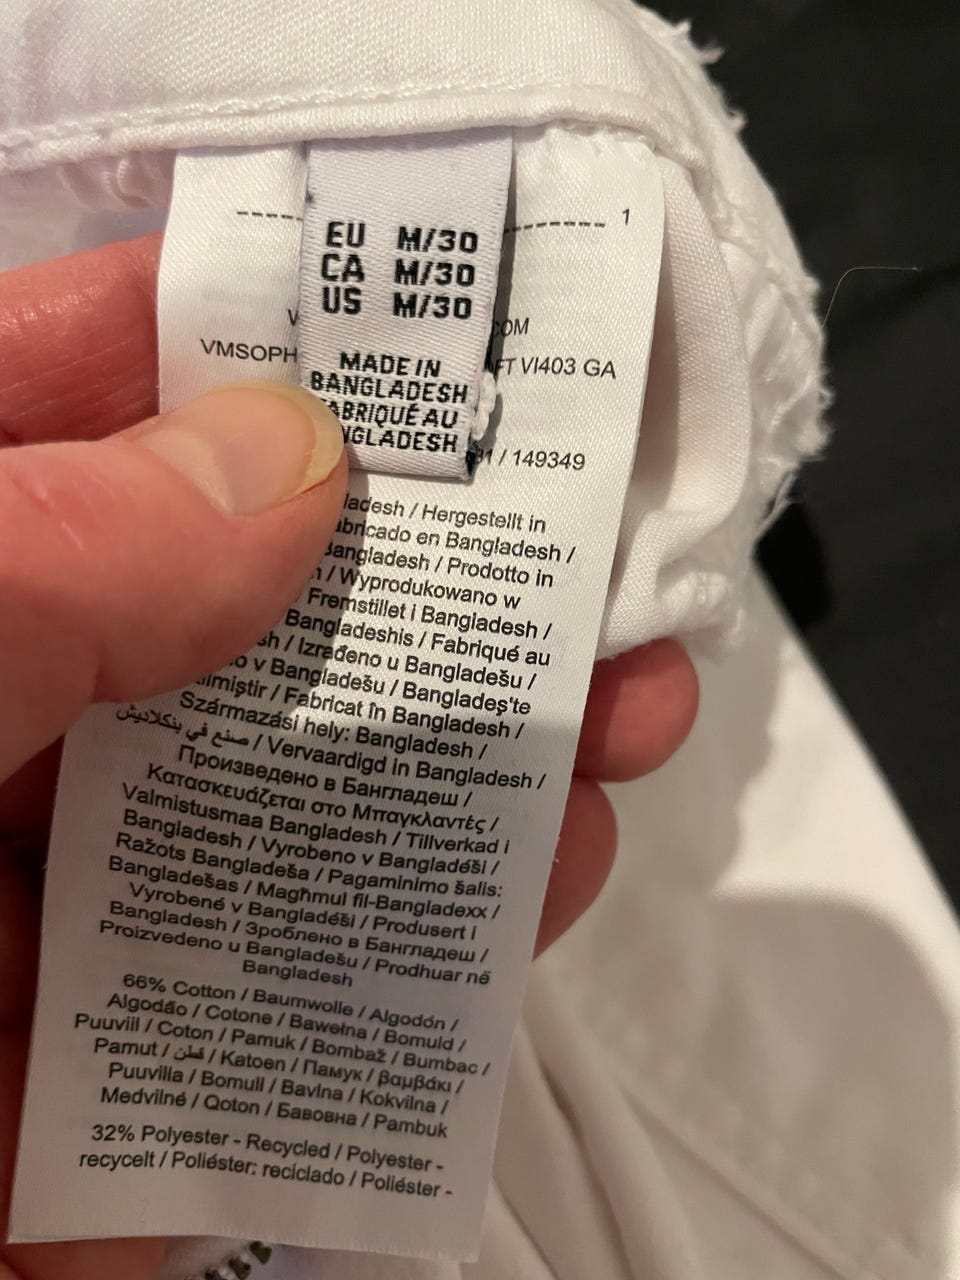 1
EU M/30
CA M/30
US M/30
COM
VMSOPH FT VI403 GA
MADE IN
BANGLADESH
FABRIQUÉ AU
NGLADESH
/ 149349
ladesh / Hergestellt in
abricado en Bangladesh /
Bangladesh / Prodotto in
/ Wyprodukowano w
Fremstillet i Bangladesh /
Bangladeshis / Fabriqué au
sh / Izrađeno u Bangladešu /
o v Bangladešu / Bangladeş'te
ilmiştir / Fabricat în Bangladesh /
Származási hely: Bangladesh /
صنع في بنكلاديش / Vervaardigd in Bangladesh /
Произведено в Бангладеш /
Κατασκευάζεται στο Μπαγκλαντές /
Valmistusmaa Bangladesh / Tillverkad i
Bangladesh / Vyrobeno v Bangladéši /
Ražots Bangladeša / Pagaminimo šalis:
Bangladešas / Magħmul fil-Bangladexx /
Vyrobené v Bangladéši / Produsert i
Bangladesh / Зроблено в Бангладеш /
Proizvedeno u Bangladešu / Prodhuar në
Bangladesh
66% Cotton / Baumwolle / Algodón /
Algodão / Cotone / Bawełna / Bomuld /
Puuvill / Coton / Pamuk / Bombaž / Bumbac /
Pamut / قطن / Katoen / Памук / βαμβάκι /
Puuvilla / Bomull / Bavlna / Kokvilna /
Medvilnė / Qoton / Бавовна / Pambuk
32% Polyester - Recycled / Polyester -
recycelt / Poliéster: reciclado / Poliéster -